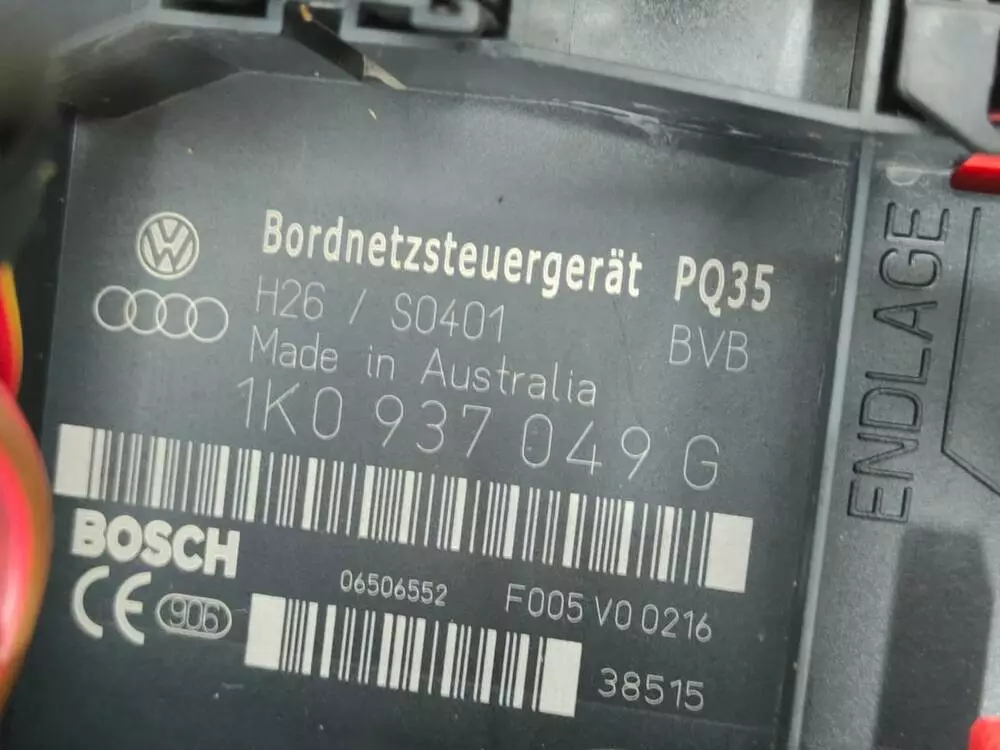 Bordnetzsteuergerät PQ35
H26 / S0401 BVB
Made in Australia
1K0 937 049 G
BOSCH
06506552 F005 V0 0216
CE 906
38515
ENDLAGE